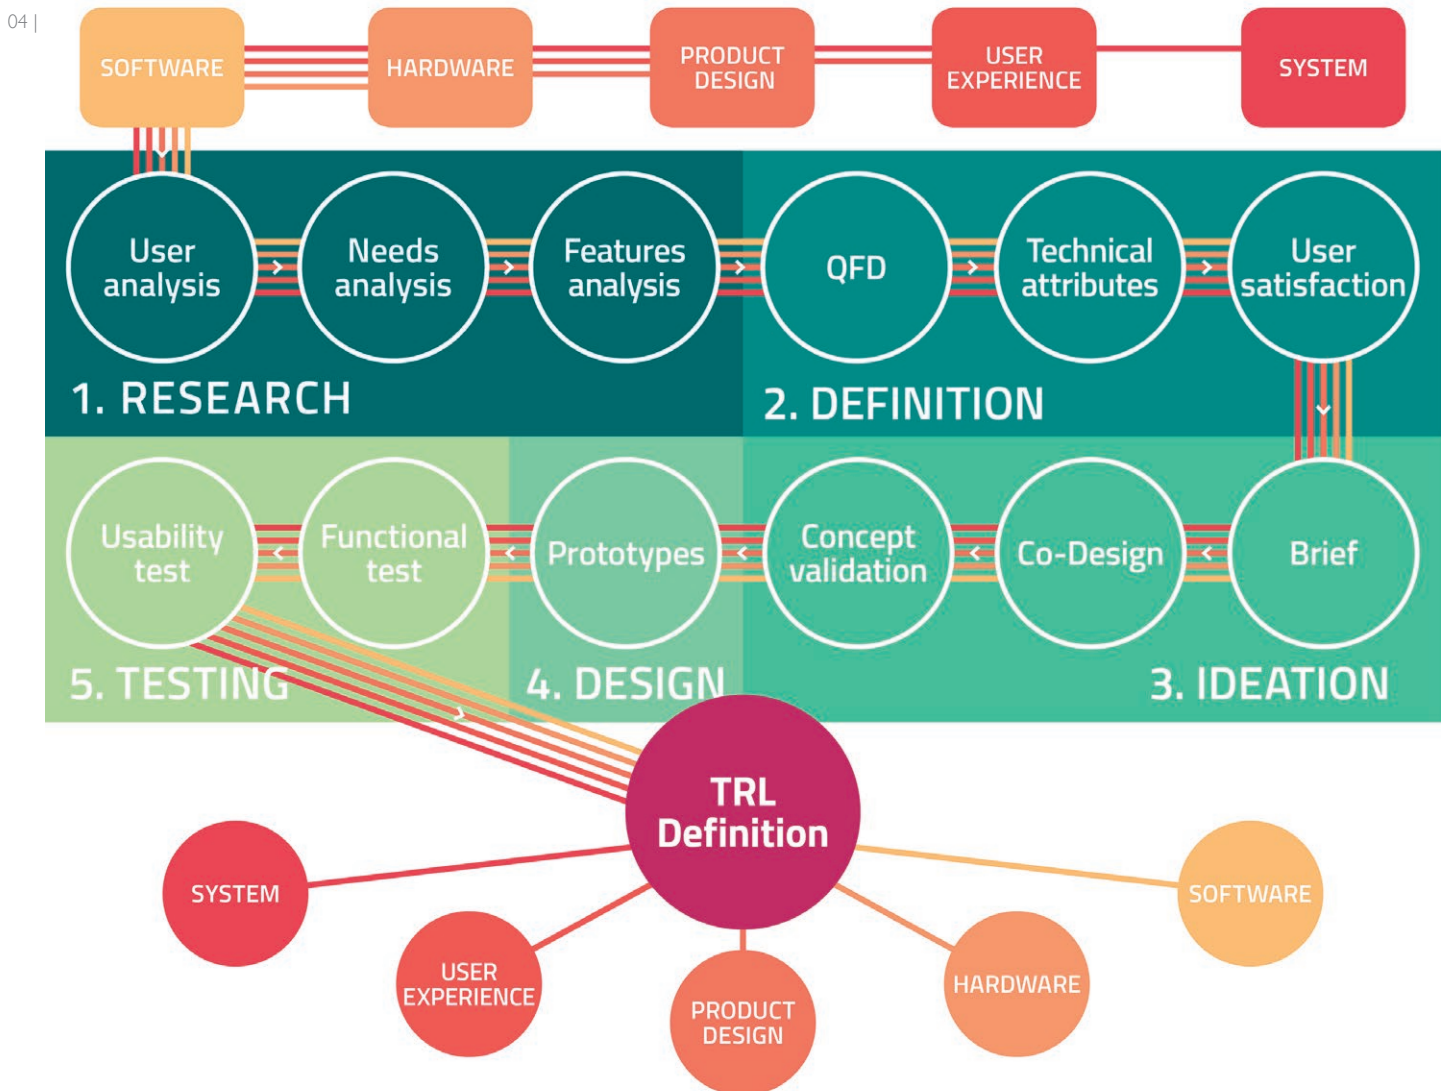 04 |
SOFTWARE
HARDWARE
PRODUCT
DESIGN
USER
EXPERIENCE
SYSTEM
User
analysis
Needs
analysis
Features
analysis
QFD
Technical
attributes
User
satisfaction
1. RESEARCH
2. DEFINITION
Usability
test
Functional
test
Prototypes
Concept
validation
Co-Design
Brief
5. TESTING
4. DESIGN
3. IDEATION
TRL
Definition
SYSTEM
USER
EXPERIENCE
PRODUCT
DESIGN
HARDWARE
SOFTWARE